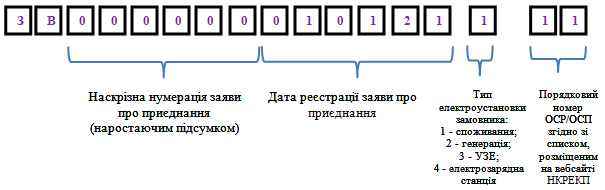 З В 0 0 0 0 0 0 0 1 0 1 2 1 1 1 1
Наскрізна нумерація заяви
про приєднання
(наростаючим підсумком)
Дата реєстрації заяви про
приєднання
Тип
електроустановки
замовника:
1 - споживання;
2 - генерація;
3 - УЗЕ;
4 - електрозарядна
станція
Порядковий
номер
ОСР/ОСП
згідно зі
списком,
розміщеним
на вебсайті
НКРЕКП